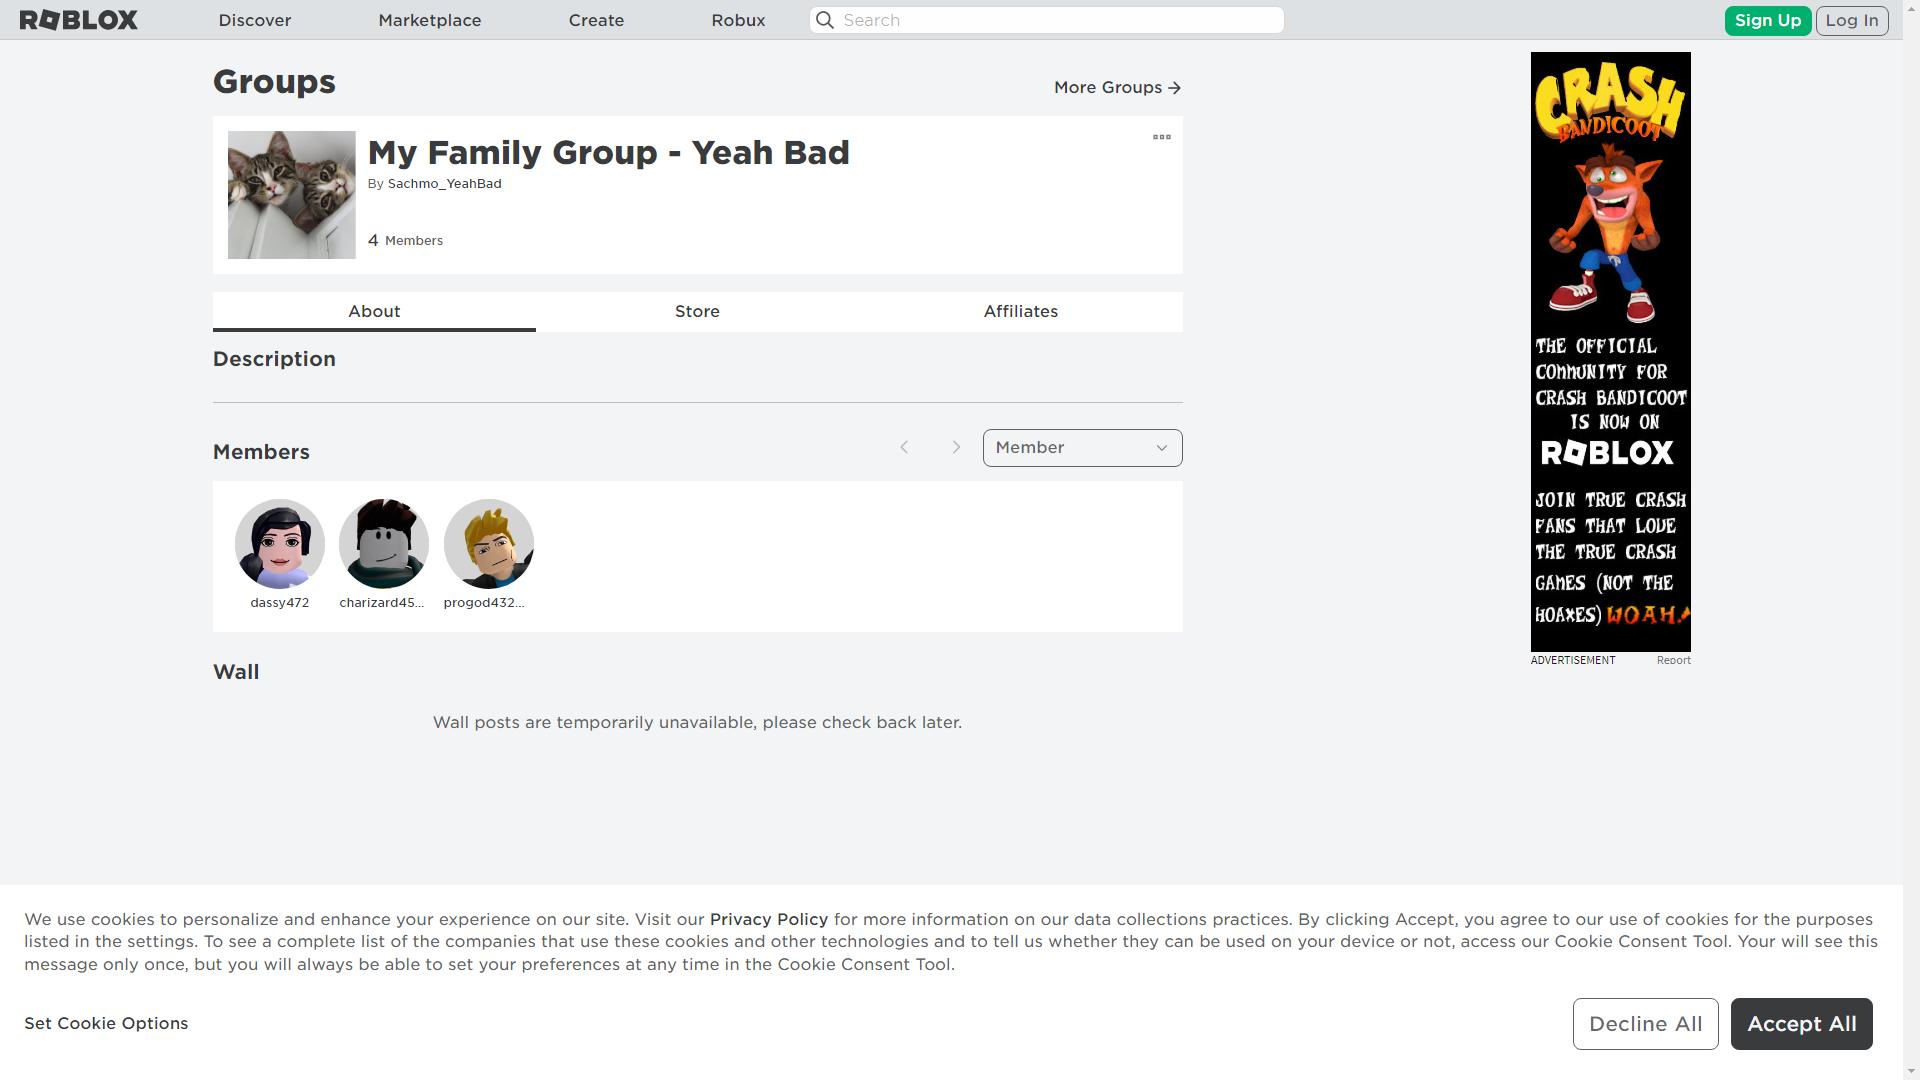 ROBLOX
Discover
Marketplace
Create
Robux
Search
Sign Up
Log In
Groups
More Groups
My Family Group - Yeah Bad
By Sachmo_YeahBad
4 Members
About
Store
Affiliates
Description
Members
Member
dassy472
charizard45...
progod432...
Wall
Wall posts are temporarily unavailable, please check back later.
CRASH
BANDICOOT
THE OFFICIAL
COMMUNITY FOR
CRASH BANDICOOT
IS NOW ON
ROBLOX
JOIN TRUE CRASH
FANS THAT LOVE
THE TRUE CRASH
GAMES (NOT THE
HOAXES) WOAH!
ADVERTISEMENT
Report
We use cookies to personalize and enhance your experience on our site. Visit our Privacy Policy for more information on our data collections practices. By clicking Accept, you agree to our use of cookies for the purposes
listed in the settings. To see a complete list of the companies that use these cookies and other technologies and to tell us whether they can be used on your device or not, access our Cookie Consent Tool. Your will see this
message only once, but you will always be able to set your preferences at any time in the Cookie Consent Tool.
Set Cookie Options
Decline All
Accept All